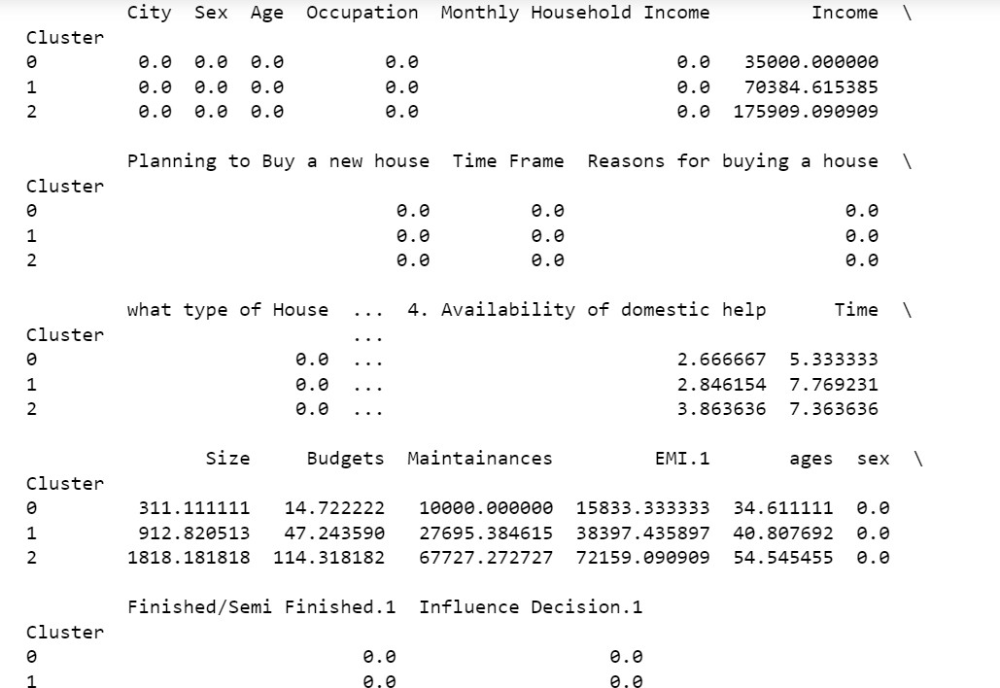 City Sex Age Occupation Monthly Household Income Income \
Cluster
0 0.0 0.0 0.0 0.0 0.0 35000.000000
1 0.0 0.0 0.0 0.0 0.0 70384.615385
2 0.0 0.0 0.0 0.0 0.0 175909.090909
Planning to Buy a new house Time Frame Reasons for buying a house \
Cluster
0 0.0 0.0 0.0
1 0.0 0.0 0.0
2 0.0 0.0 0.0
what type of House ... 4. Availability of domestic help Time \
Cluster ...
0 0.0 ... 2.666667 5.333333
1 0.0 ... 2.846154 7.769231
2 0.0 ... 3.863636 7.363636
Size Budgets Maintainances EMI.1 ages sex \
Cluster
0 311.111111 14.722222 10000.000000 15833.333333 34.611111 0.0
1 912.820513 47.243590 27695.384615 38397.435897 40.807692 0.0
2 1818.181818 114.318182 67727.272727 72159.090909 54.545455 0.0
Finished/Semi Finished.1 Influence Decision.1
Cluster
0 0.0 0.0
1 0.0 0.0